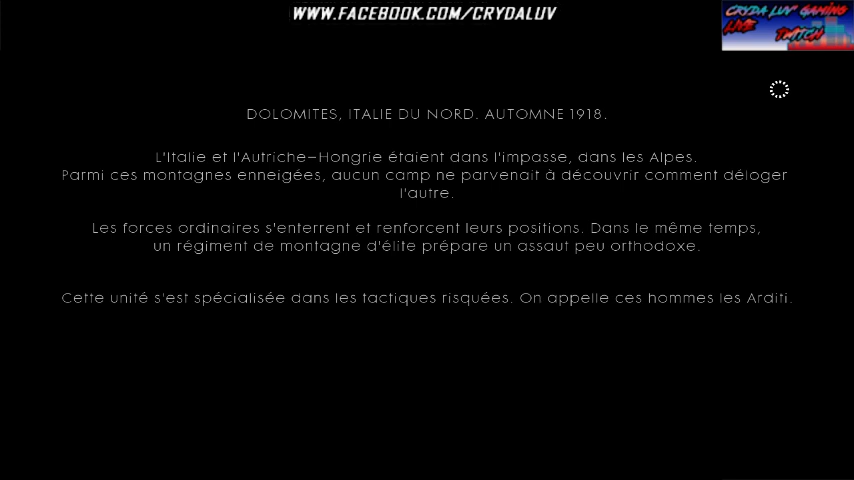 WWW.FACEBOOK.COM/CRYDALUV
CRYDA LUV' GAMING
LIVE TWITCH
DOLOMITES, ITALIE DU NORD. AUTOMNE 1918.
L'Italie et l'Autriche-Hongrie étaient dans l'impasse, dans les Alpes.
Parmi ces montagnes enneigées, aucun camp ne parvenait à découvrir comment déloger
l'autre.
Les forces ordinaires s'enterrent et renforcent leurs positions. Dans le même temps,
un régiment de montagne d'élite prépare un assaut peu orthodoxe.
Cette unité s'est spécialisée dans les tactiques risquées. On appelle ces hommes les Arditi.